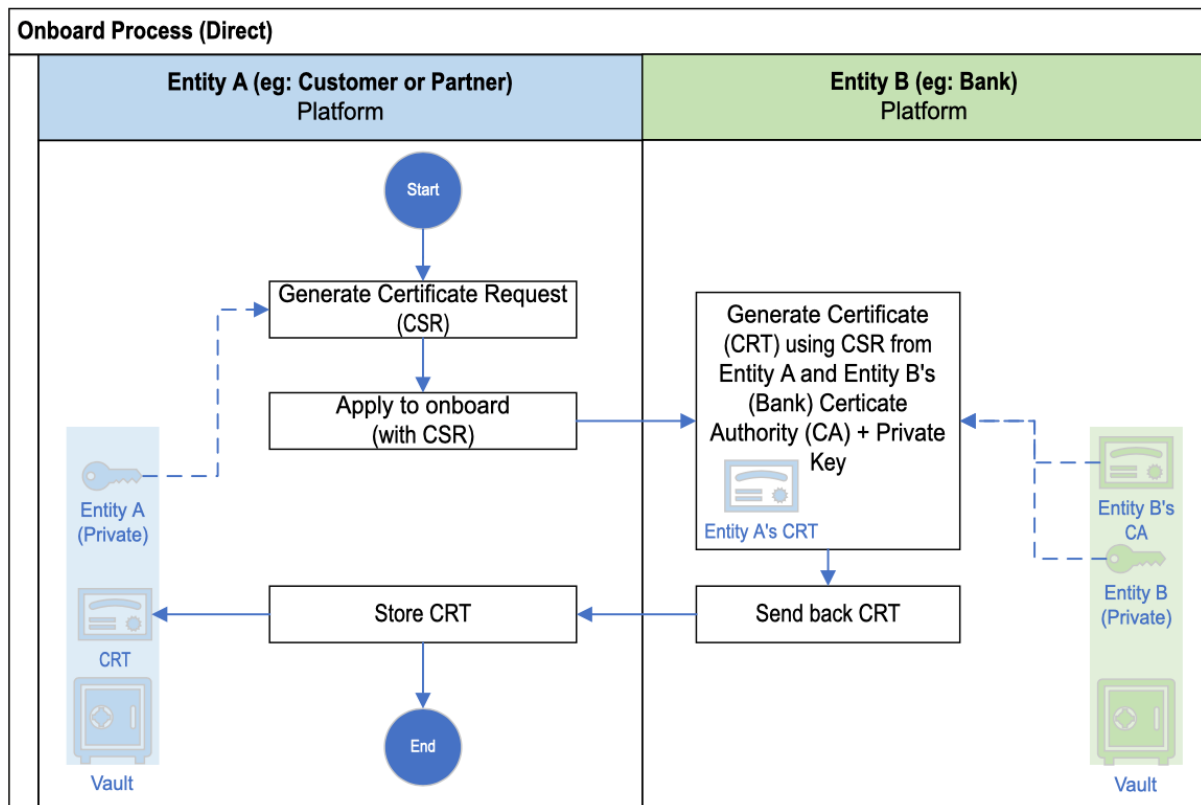 Onboard Process (Direct)
Entity A (eg: Customer or Partner)
Platform
Entity B (eg: Bank)
Platform
Start
Generate Certificate Request
(CSR)
Apply to onboard
(with CSR)
Generate Certificate
(CRT) using CSR from
Entity A and Entity B's
(Bank) Certicate
Authority (CA) + Private
Key
Entity A's CRT
Entity A
(Private)
Entity B's
CA
Entity B
(Private)
Send back CRT
Store CRT
CRT
End
Vault
Vault